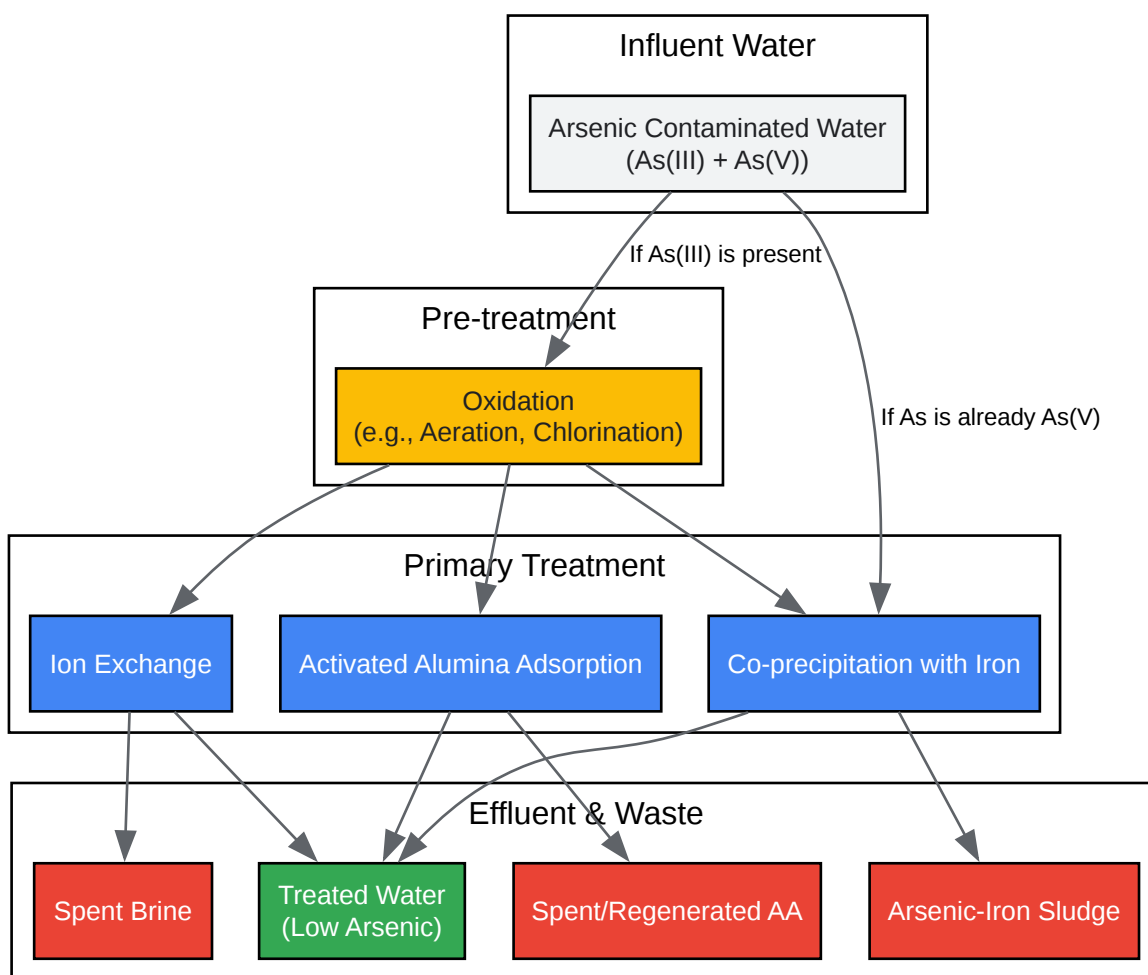 Influent Water
Arsenic Contaminated Water
(As(III) + As(V))
If As(III) is present
Pre-treatment
Oxidation
(e.g., Aeration, Chlorination)
If As is already As(V)
Primary Treatment
Ion Exchange
Activated Alumina Adsorption
Co-precipitation with Iron
Effluent & Waste
Spent Brine
Treated Water
(Low Arsenic)
Spent/Regenerated AA
Arsenic-Iron Sludge